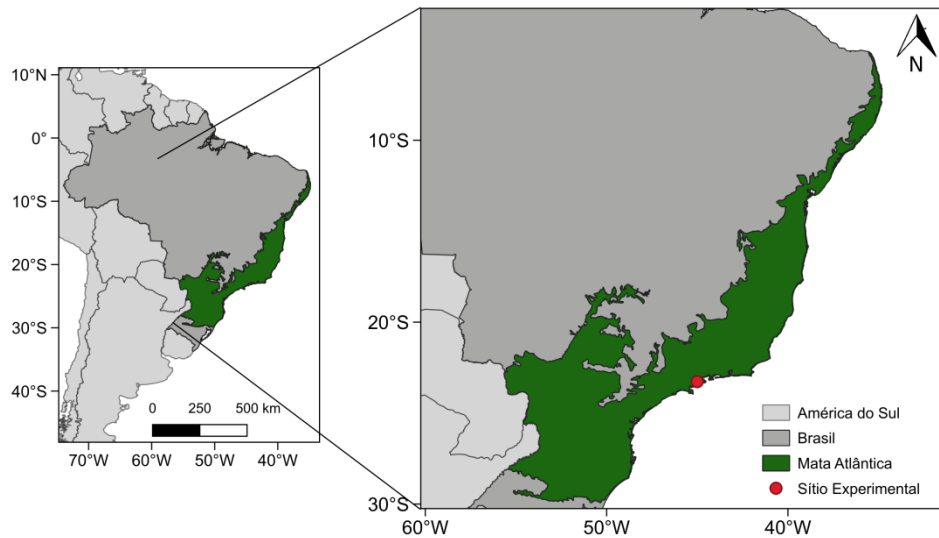 10°N
0°
10°S
20°S
30°S
40°S
70°W 60°W 50°W 40°W
0 250 500 km
N
10°S
20°S
30°S
60°W 50°W 40°W
América do Sul
Brasil
Mata Atlântica
Sítio Experimental